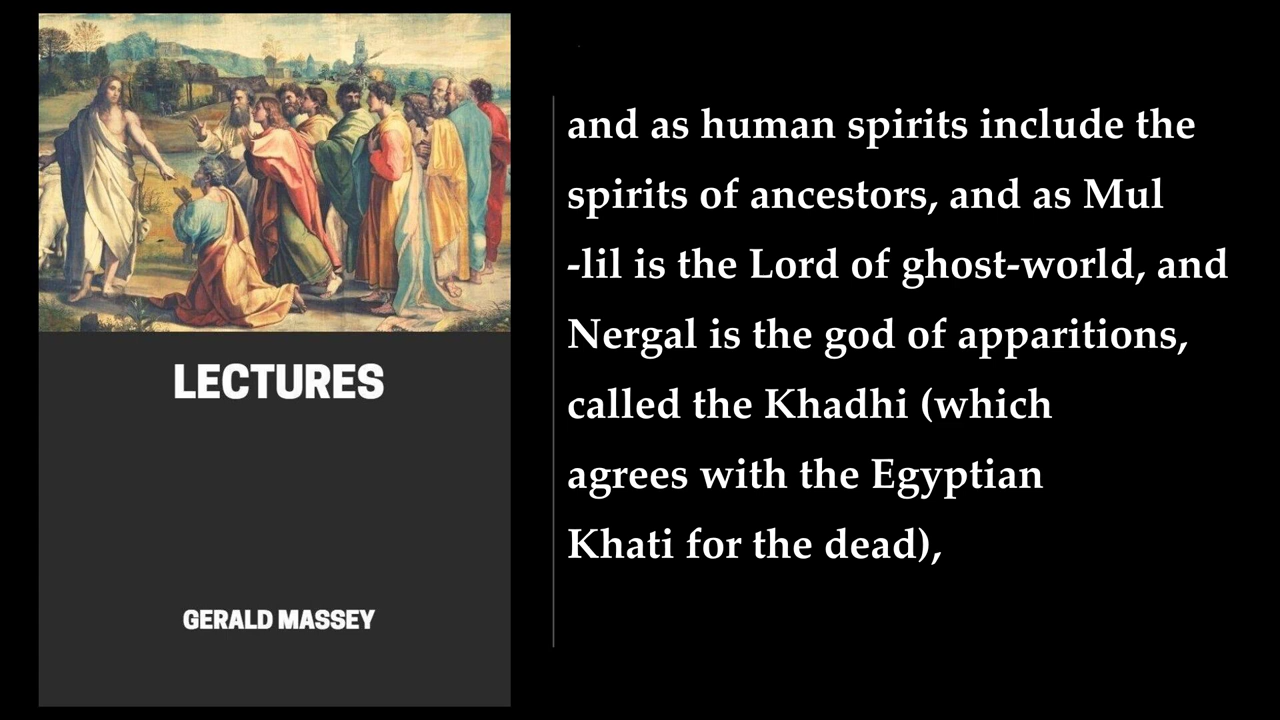 LECTURES
GERALD MASSEY
and as human spirits include the
spirits of ancestors, and as Mul
-lil is the Lord of ghost-world, and
Nergal is the god of apparitions,
called the Khadhi (which
agrees with the Egyptian
Khati for the dead),